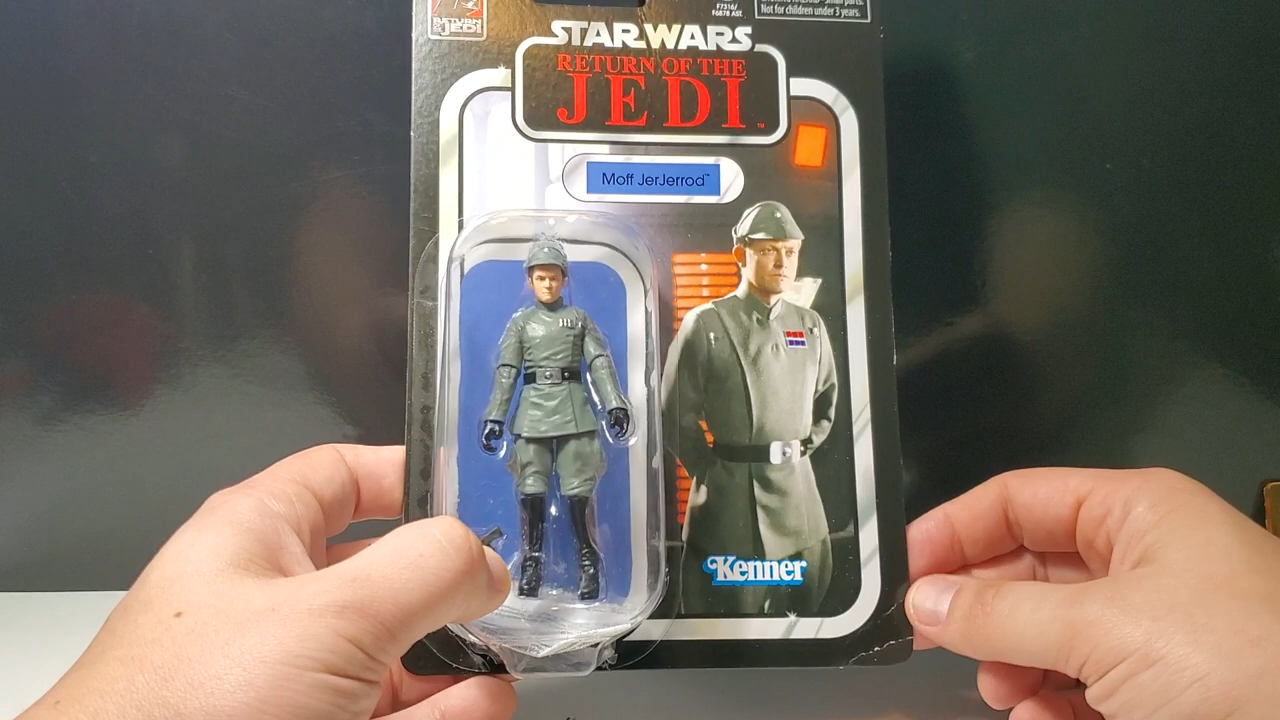 RETURN
OF THE
JEDI
F7316/
F6878 ASST.
Small parts.
Not for children under 3 years.
STAR WARS
RETURN OF THE
JEDI™
Moff JerJerrod™
Kenner